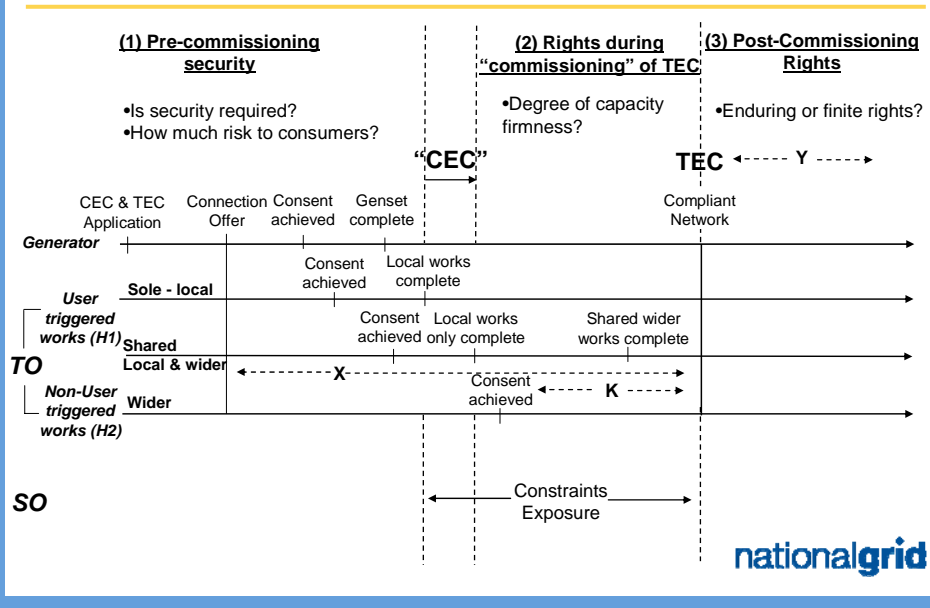 (1) Pre-commissioning
security
(2) Rights during
“commissioning” of TEC
(3) Post-Commissioning
Rights
•Is security required?
•How much risk to consumers?
•Degree of capacity
firmness?
•Enduring or finite rights?
“CEC”
TEC
Y
CEC & TEC
Application
Connection
Offer
Consent
achieved
Genset
complete
Compliant
Network
Generator
Consent
achieved
Local works
complete
User
triggered
works (H1)
Sole - local
Consent
achieved
Local works
only complete
Shared wider
works complete
Shared
Local & wider
TO
X
Consent
achieved
K
Non-User
triggered
works (H2)
Wider
SO
Constraints
Exposure
nationalgrid